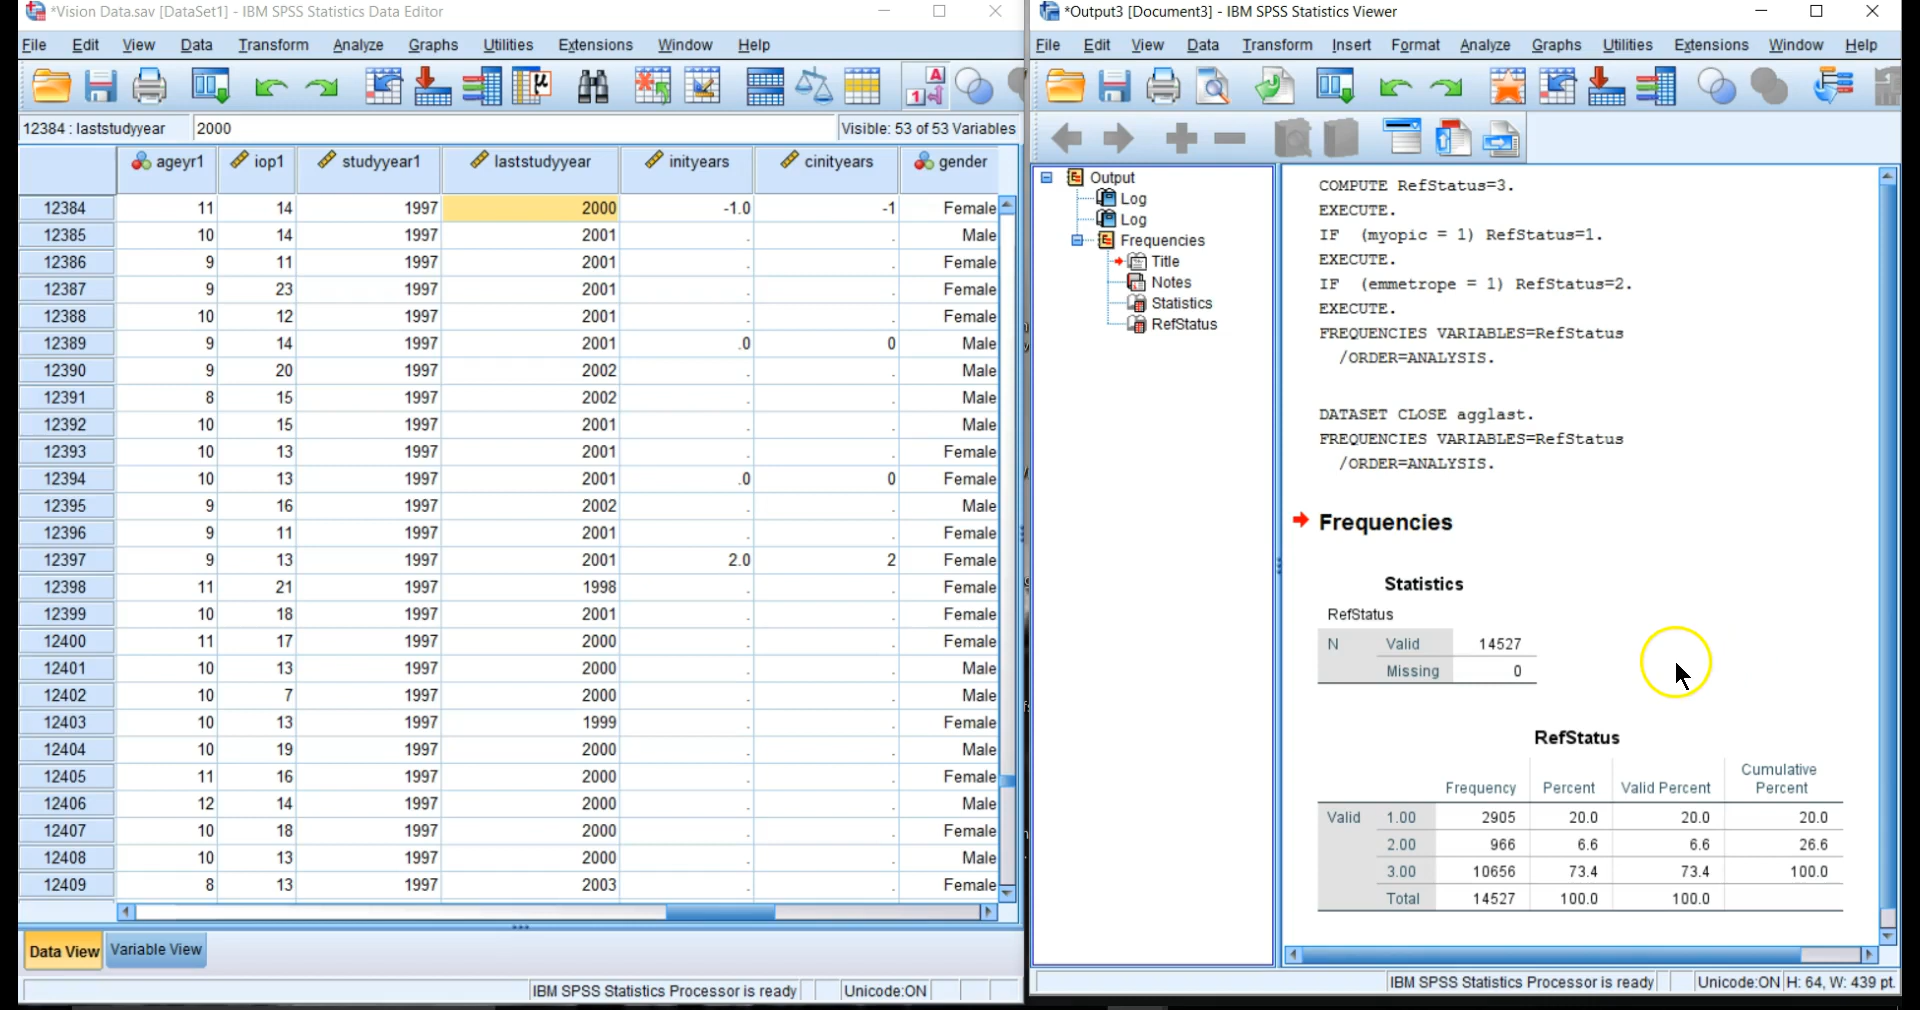 *Vision Data.sav [DataSet1] - IBM SPSS Statistics Data Editor
File Edit View Data Transform Analyze Graphs Utilities Extensions Window Help
12384 : laststudyyear 2000 Visible: 53 of 53 Variables
ageyr1 iop1 studyyear1 laststudyyear inityears cinityears gender
12384 11 14 1997 2000 -1.0 -1 Female
12385 10 14 1997 2001 . . Male
12386 9 11 1997 2001 . . Female
12387 9 23 1997 2001 . . Female
12388 10 12 1997 2001 . . Female
12389 9 14 1997 2001 .0 0 Male
12390 9 20 1997 2002 . . Male
12391 8 15 1997 2002 . . Male
12392 10 15 1997 2001 . . Male
12393 10 13 1997 2001 . . Female
12394 10 13 1997 2001 .0 0 Female
12395 9 16 1997 2002 . . Male
12396 9 11 1997 2001 . . Female
12397 9 13 1997 2001 2.0 2 Female
12398 11 21 1997 1998 . . Female
12399 10 18 1997 2001 . . Female
12400 11 17 1997 2000 . . Female
12401 10 13 1997 2000 . . Male
12402 10 7 1997 2000 . . Male
12403 10 13 1997 1999 . . Female
12404 10 19 1997 2000 . . Male
12405 11 16 1997 2000 . . Female
12406 12 14 1997 2000 . . Male
12407 10 18 1997 2000 . . Female
12408 10 13 1997 2000 . . Male
12409 8 13 1997 2003 . . Female
Data View Variable View
IBM SPSS Statistics Processor is ready Unicode:ON
*Output3 [Document3] - IBM SPSS Statistics Viewer
File Edit View Data Transform Insert Format Analyze Graphs Utilities Extensions Window Help
Output
Log
Log
Frequencies
Title
Notes
Statistics
RefStatus
COMPUTE RefStatus=3.
EXECUTE.
IF (myopic = 1) RefStatus=1.
EXECUTE.
IF (emmetrope = 1) RefStatus=2.
EXECUTE.
FREQUENCIES VARIABLES=RefStatus
/ORDER=ANALYSIS.
DATASET CLOSE agglast.
FREQUENCIES VARIABLES=RefStatus
/ORDER=ANALYSIS.
Frequencies
Statistics
RefStatus
N Valid 14527
Missing 0
RefStatus
Frequency Percent Valid Percent Cumulative Percent
Valid 1.00 2905 20.0 20.0 20.0
2.00 966 6.6 6.6 26.6
3.00 10656 73.4 73.4 100.0
Total 14527 100.0 100.0
IBM SPSS Statistics Processor is ready Unicode:ON H: 64, W: 439 pt.